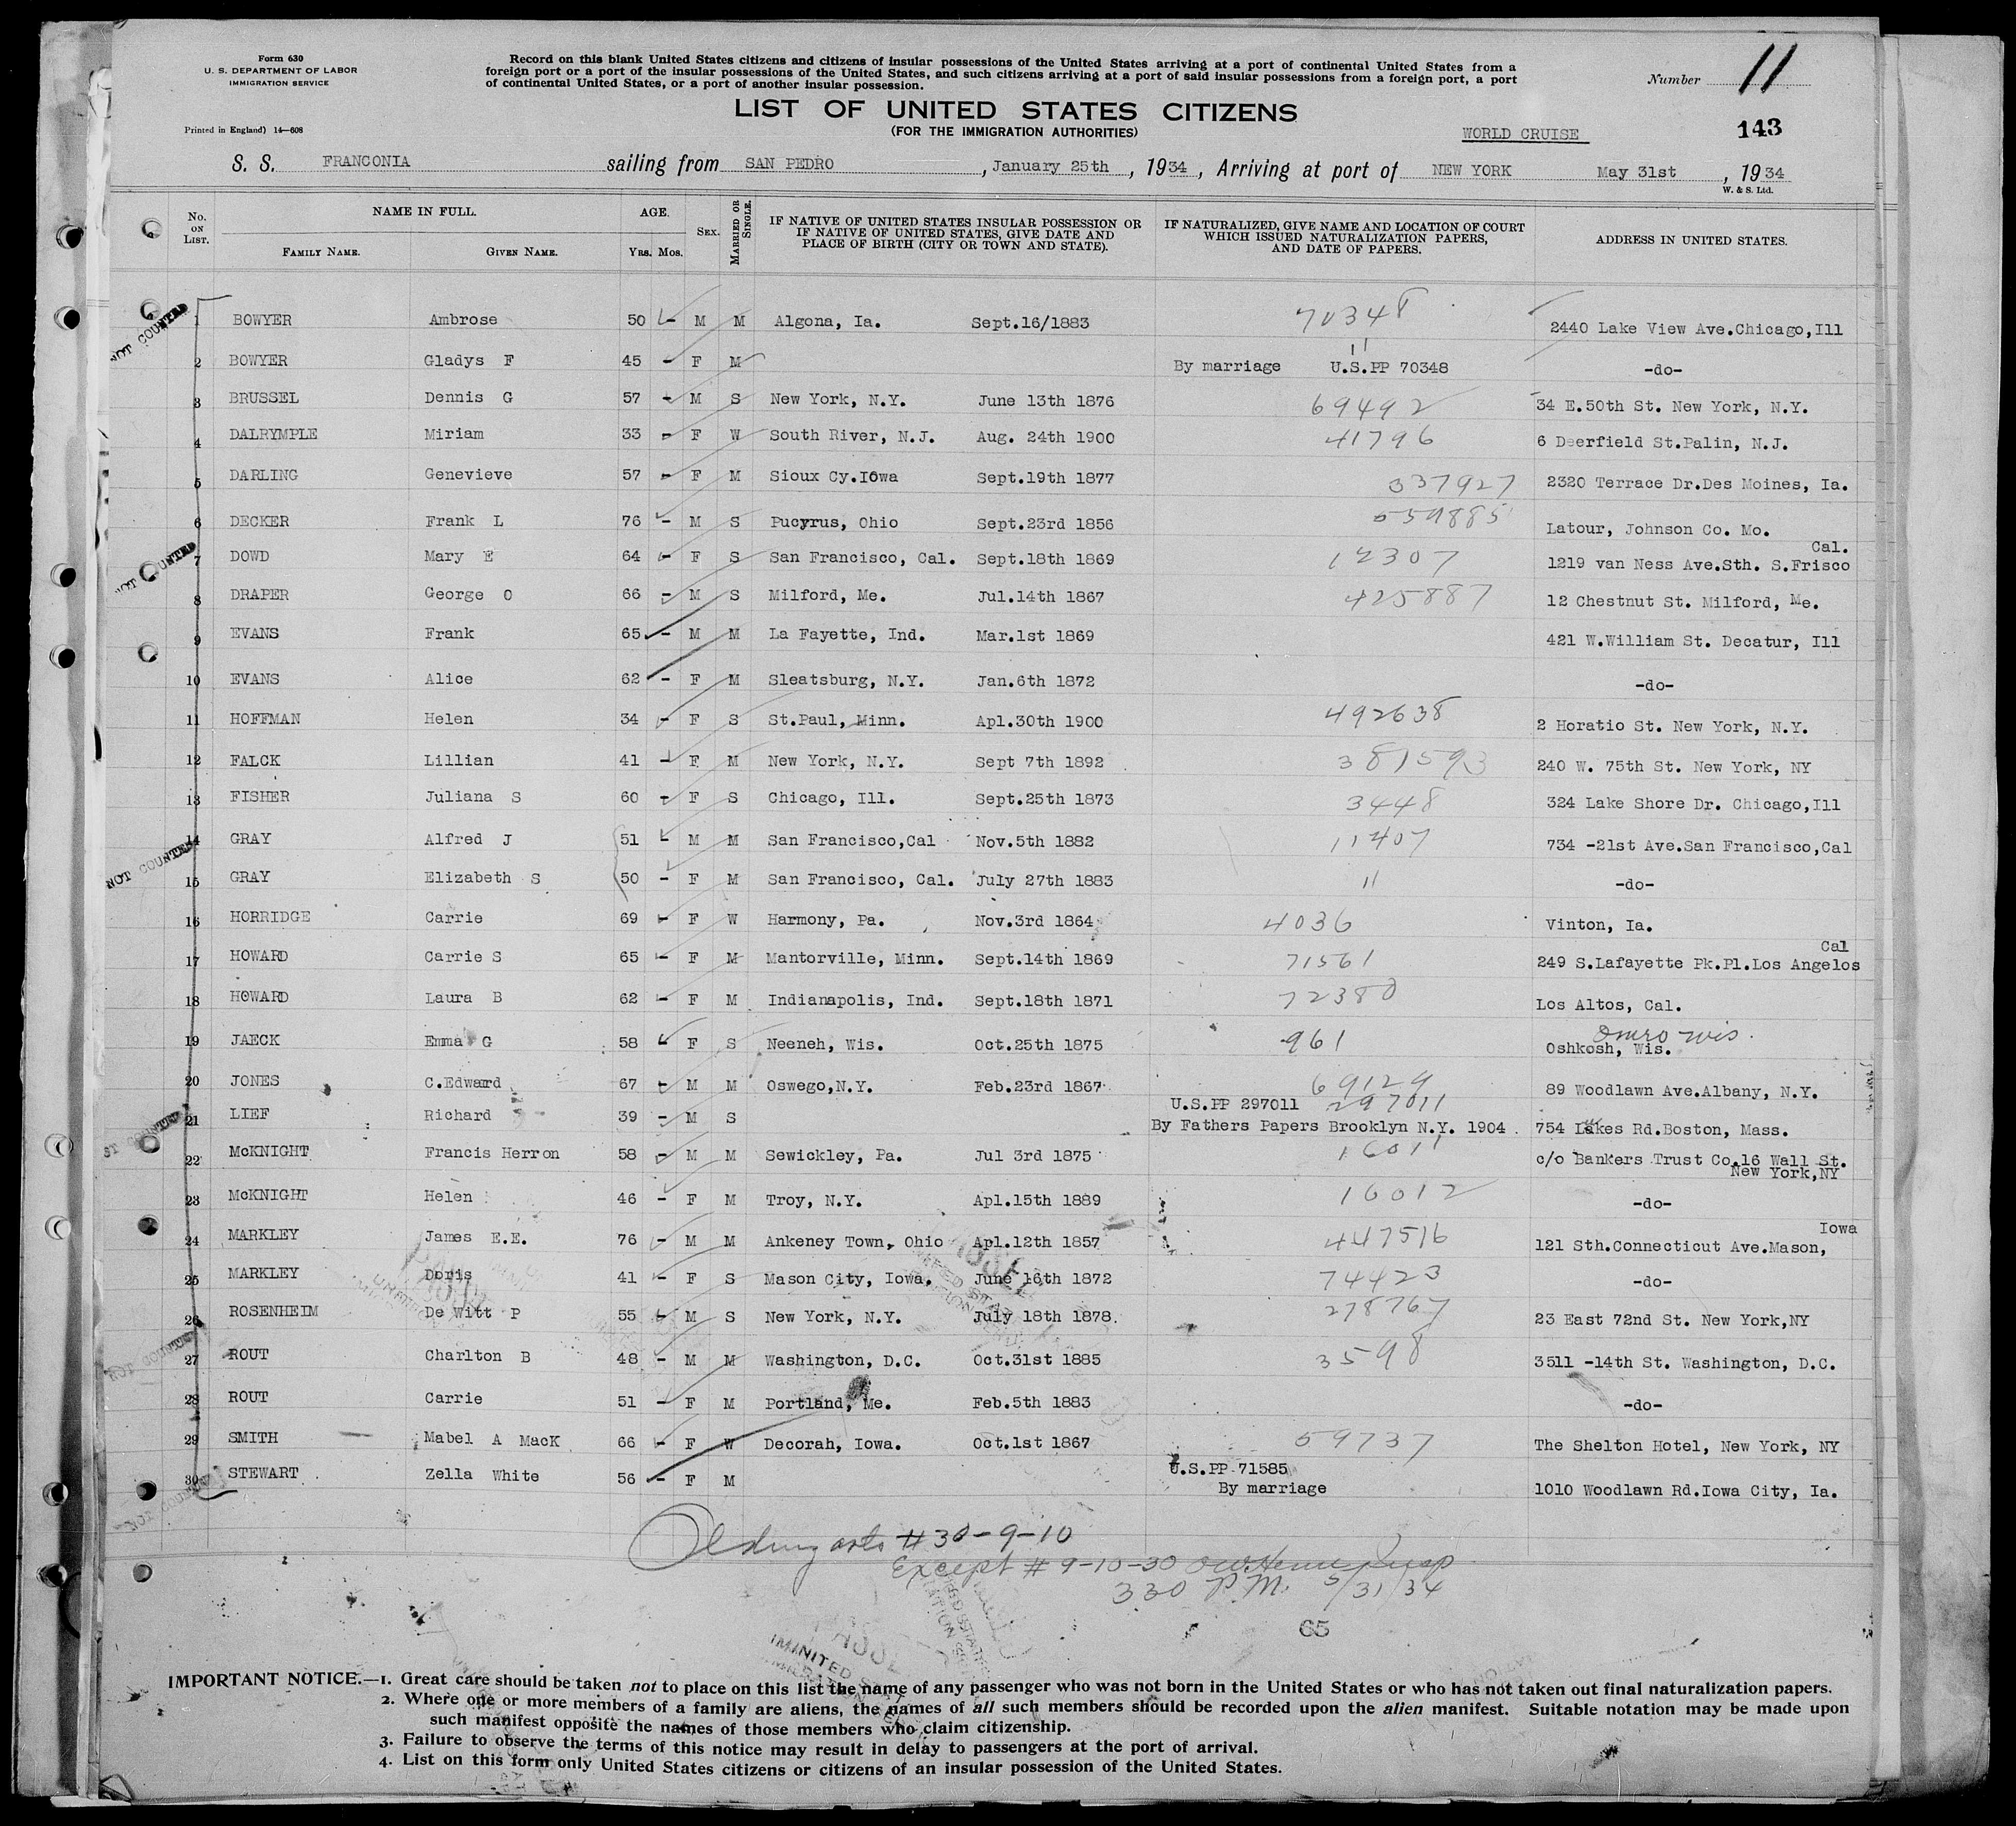 Form 630
U. S. DEPARTMENT OF LABOR
IMMIGRATION SERVICE
Printed in England) 14—608
Record on this blank United States citizens and citizens of insular possessions of the United States arriving at a port of continental United States from a
foreign port or a port of the insular possessions of the United States, and such citizens arriving at a port of said insular possessions from a foreign port, a port
of continental United States, or a port of another insular possession.
Number 11
LIST OF UNITED STATES CITIZENS
(FOR THE IMMIGRATION AUTHORITIES)
WORLD CRUISE
143
S. S. FRANCONIA sailing from SAN PEDRO, January 25th, 1934, Arriving at port of NEW YORK May 31st, 1934
W. & S. Ltd.
No. ON LIST. NAME IN FULL. FAMILY NAME. GIVEN NAME. AGE. YRS. MOS. SEX. MARRIED OR SINGLE. IF NATIVE OF UNITED STATES INSULAR POSSESSION OR IF NATIVE OF UNITED STATES, GIVE DATE AND PLACE OF BIRTH (CITY OR TOWN AND STATE). IF NATURALIZED, GIVE NAME AND LOCATION OF COURT WHICH ISSUED NATURALIZATION PAPERS, AND DATE OF PAPERS. ADDRESS IN UNITED STATES.
NOT COUNTED
1 BOWYER Ambrose 50 - M M Algona, Ia. Sept.16/1883 70348 2440 Lake View Ave.Chicago,Ill
2 BOWYER Gladys F 45 - F M By marriage U.S.PP 70348 -do-
3 BRUSSEL Dennis G 57 - M S New York, N.Y. June 13th 1876 69492 34 E.50th St. New York, N.Y.
4 DALRYMPLE Miriam 33 - F W South River, N.J. Aug. 24th 1900 41796 6 Deerfield St.Palin, N.J.
5 DARLING Genevieve 57 - F M Sioux Cy.Iowa Sept.19th 1877 337927 2320 Terrace Dr.Des Moines, Ia.
6 DECKER Frank L 76 - M S Pucyrus, Ohio Sept.23rd 1856 559885 Latour, Johnson Co. Mo.
NOT COUNTED
7 DOWD Mary E 64 - F S San Francisco, Cal. Sept.18th 1869 12307 1219 van Ness Ave.Sth. S.Frisco Cal.
8 DRAPER George O 66 - M S Milford, Me. Jul.14th 1867 425887 12 Chestnut St. Milford, Me.
9 EVANS Frank 65 - M M La Fayette, Ind. Mar.1st 1869 421 W.William St. Decatur, Ill
10 EVANS Alice 62 - F M Sleatsburg, N.Y. Jan.6th 1872 -do-
11 HOFFMAN Helen 34 - F S St.Paul, Minn. Apl.30th 1900 492638 2 Horatio St. New York, N.Y.
12 FALCK Lillian 41 - F M New York, N.Y. Sept 7th 1892 381593 240 W. 75th St. New York, NY
13 FISHER Juliana S 60 - F S Chicago, Ill. Sept.25th 1873 3448 324 Lake Shore Dr. Chicago,Ill
NOT COUNTED
14 GRAY Alfred J 51 - M M San Francisco,Cal Nov.5th 1882 11407 734 -21st Ave.San Francisco,Cal
15 GRAY Elizabeth S 50 - F M San Francisco, Cal. July 27th 1883 11 -do-
16 HORRIDGE Carrie 69 - F W Harmony, Pa. Nov.3rd 1864 4036 Vinton, Ia.
17 HOWARD Carrie S 65 - F M Mantorville, Minn. Sept.14th 1869 71561 249 S.Lafayette Pk.Pl.Los Angelos Cal
18 HOWARD Laura B 62 - F M Indianapolis, Ind. Sept.18th 1871 72380 Los Altos, Cal.
19 JAECK Emma G 58 - F S Neeneh, Wis. Oct.25th 1875 961 Omro wis. Oshkosh, Wis.
20 JONES C.Edward 67 - M M Oswego,N.Y. Feb.23rd 1867 69129 89 Woodlawn Ave.Albany, N.Y.
NOT COUNTED
21 LIEF Richard 39 - M S U.S.PP 297011 297011 By Fathers Papers Brooklyn N.Y. 1904 754 Lakes Rd.Boston, Mass.
22 McKNIGHT Francis Herron 58 - M M Sewickley, Pa. Jul 3rd 1875 16011 c/o Bankers Trust Co.16 Wall St. New York,NY
23 McKNIGHT Helen 46 - F M Troy, N.Y. Apl.15th 1889 16012 -do-
24 MARKLEY James E.E. 76 - M M Ankeney Town, Ohio Apl.12th 1857 447516 121 Sth.Connecticut Ave.Mason, Iowa
25 MARKLEY Doris 41 - F S Mason City, Iowa. June 16th 1872 74423 -do-
26 ROSENHEIM De Witt P 55 - M S New York, N.Y. July 18th 1878. 278767 23 East 72nd St. New York,NY
NOT COUNTED
27 ROUT Charlton B 48 - M M Washington, D.C. Oct.31st 1885 3598 3511 -14th St. Washington, D.C.
28 ROUT Carrie 51 - F M Portland, Me. Feb.5th 1883 -do-
29 SMITH Mabel A MacK 66 - F W Decorah, Iowa. Oct.1st 1867 59737 The Shelton Hotel, New York, NY
30 STEWART Zella White 56 - F M U.S.PP 71585 By marriage 1010 Woodlawn Rd.Iowa City, Ia.
NOT COUNTED
# 30-9-10
Except # 9-10-30
3 30 P.M. 5/31/34
65
IMPORTANT NOTICE.—1. Great care should be taken not to place on this list the name of any passenger who was not born in the United States or who has not taken out final naturalization papers.
2. Where one or more members of a family are aliens, the names of all such members should be recorded upon the alien manifest. Suitable notation may be made upon
such manifest opposite the names of those members who claim citizenship.
3. Failure to observe the terms of this notice may result in delay to passengers at the port of arrival.
4. List on this form only United States citizens or citizens of an insular possession of the United States.